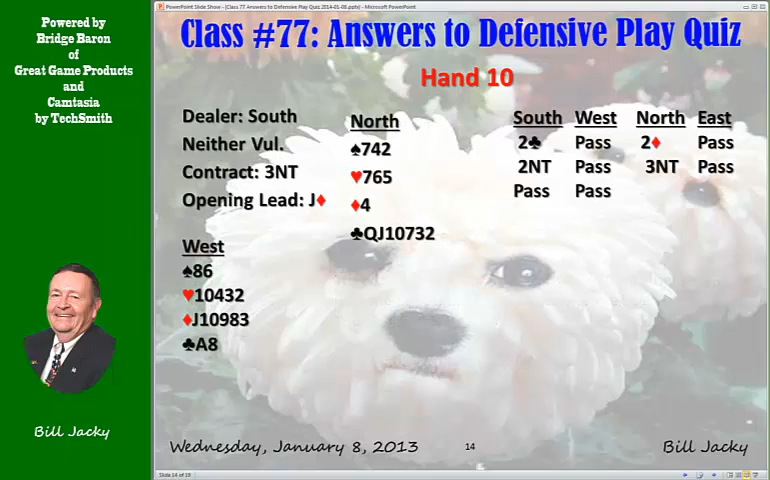 PowerPoint Slide Show - [Class 77 Answers to Defensive Play Quiz.2014-01-08.pptx] - Microsoft PowerPoint
Powered by
Bridge Baron
of
Great Game Products
and
Camtasia
by TechSmith
Bill Jacky
Class #77: Answers to Defensive Play Quiz
Hand 10
Dealer: South
Neither Vul.
Contract: 3NT
Opening Lead: J♦
North
♠742
♥765
♦4
♣QJ10732
South West North East
2♣ Pass 2♦ Pass
2NT Pass 3NT Pass
Pass Pass
West
♠86
♥10432
♦J10983
♣A8
Wednesday, January 8, 2013 14 Bill Jacky
Slide 14 of 19